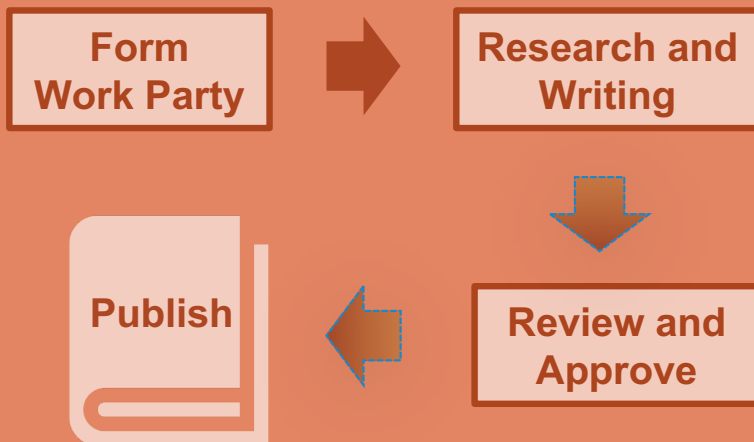 Form
Work Party
Research and
Writing
Review and
Approve
Publish